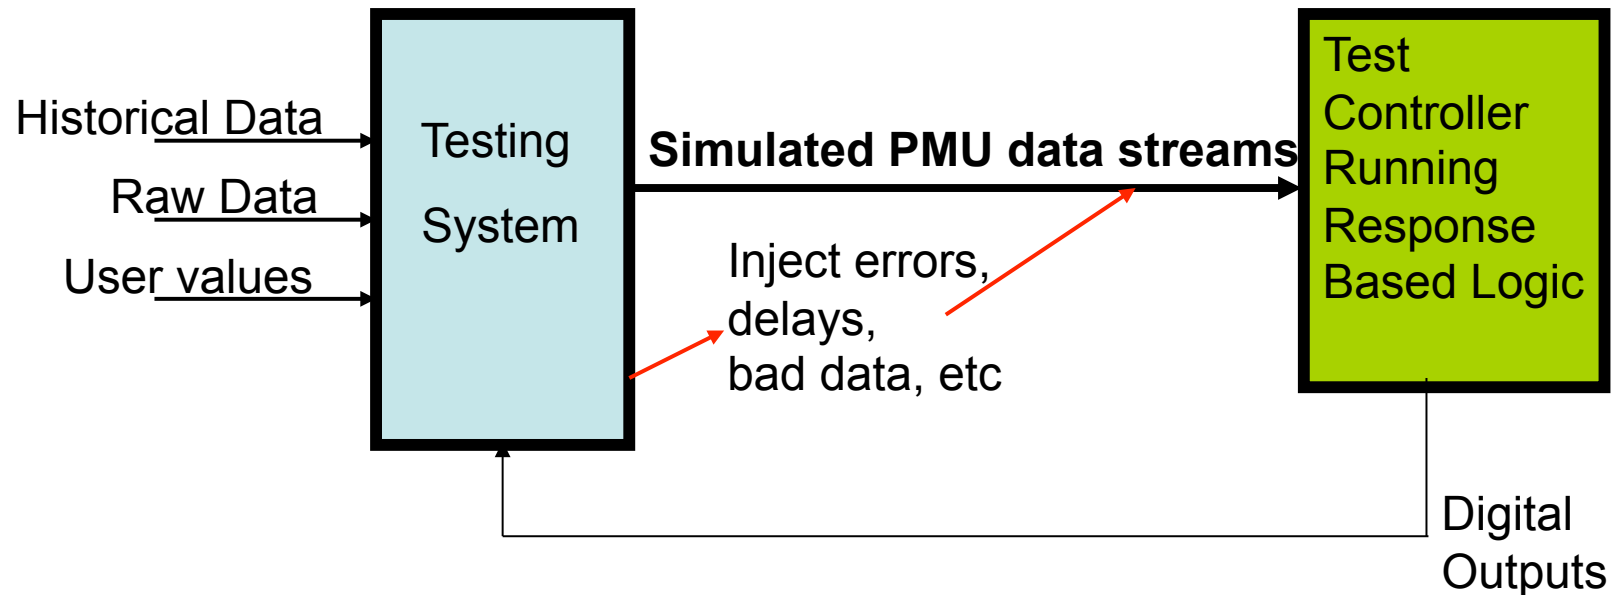 Historical Data
Raw Data
User values
Testing
System
Simulated PMU data streams
Inject errors,
delays,
bad data, etc
Test
Controller
Running
Response
Based Logic
Digital
Outputs